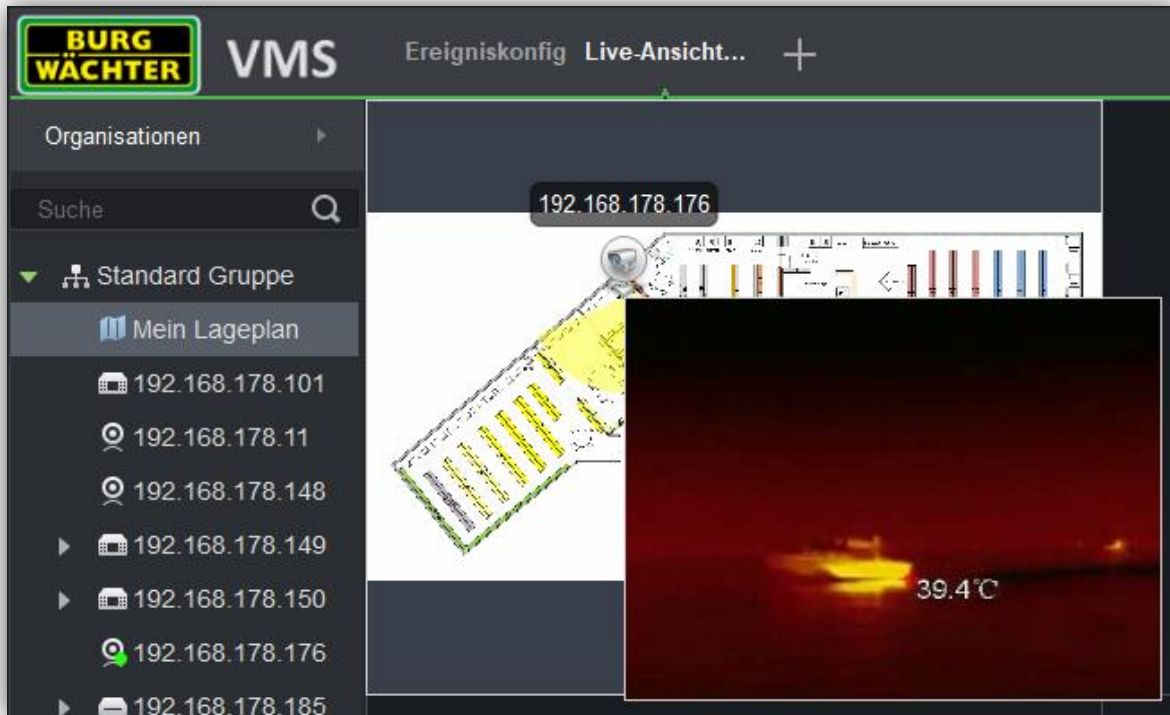 BURG
WÄCHTER
VMS
Ereigniskonfig
Live-Ansicht...
Organisationen
Suche
Standard Gruppe
Mein Lageplan
192.168.178.101
192.168.178.11
192.168.178.148
192.168.178.149
192.168.178.150
192.168.178.176
192.168.178.185
192.168.178.176
39.4℃